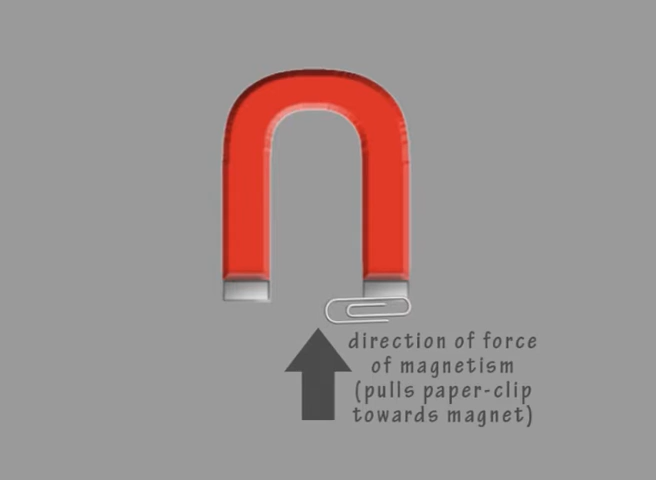 direction of force
of magnetism
(pulls paper-clip
towards magnet)